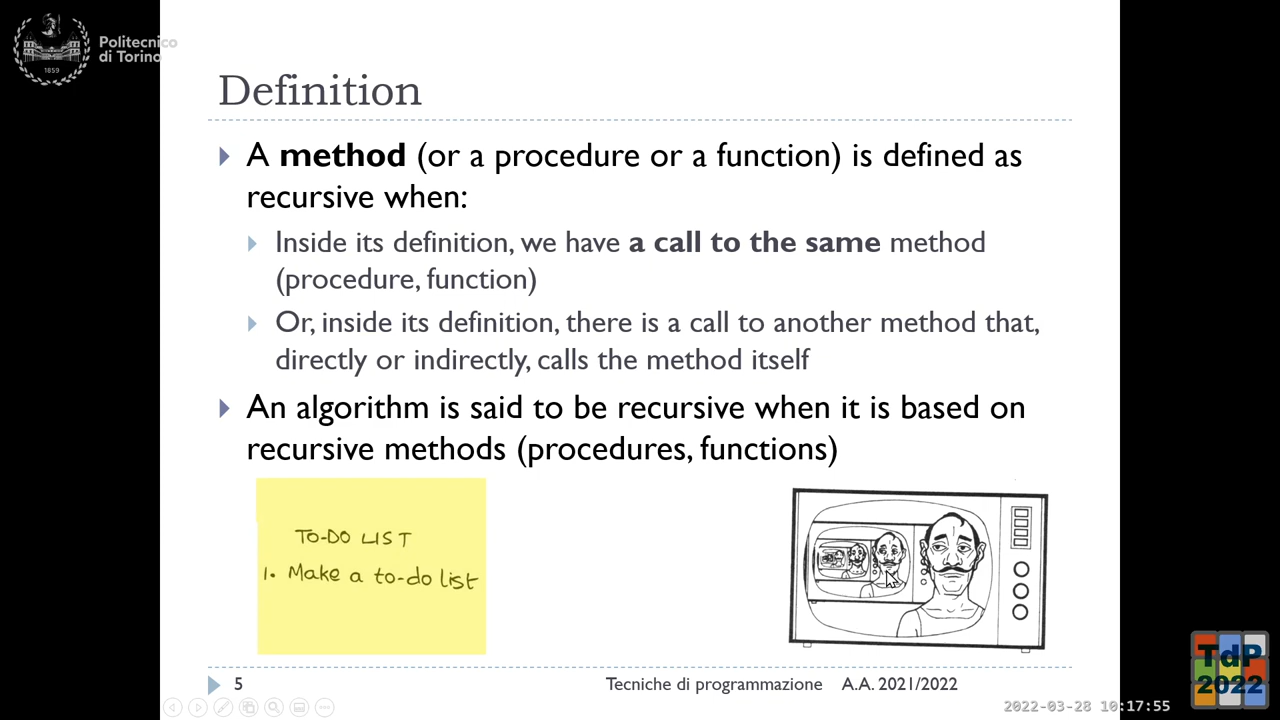 Politecnico
di Torino
1859
Definition
A method (or a procedure or a function) is defined as
recursive when:
Inside its definition, we have a call to the same method
(procedure, function)
Or, inside its definition, there is a call to another method that,
directly or indirectly, calls the method itself
An algorithm is said to be recursive when it is based on
recursive methods (procedures, functions)
TO-DO LIST
1. Make a to-do list
5
Tecniche di programmazione A.A. 2021/2022
TdP
2022
2022-03-28 10:17:55